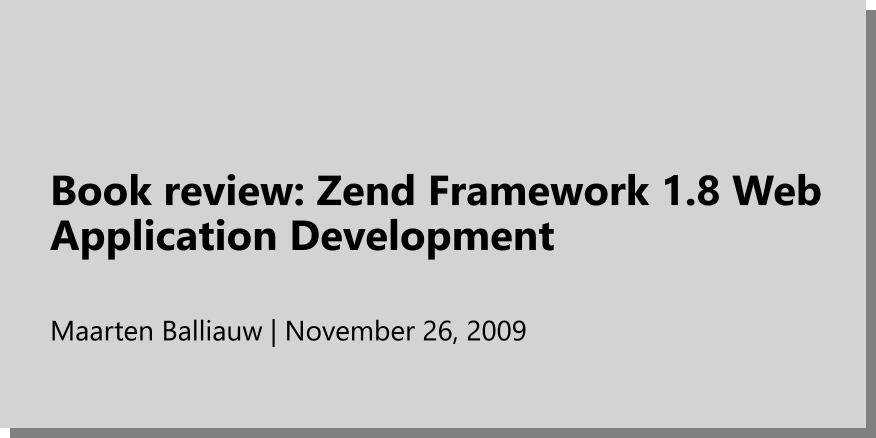 Book review: Zend Framework 1.8 Web
Application Development
Maarten Balliauw | November 26, 2009